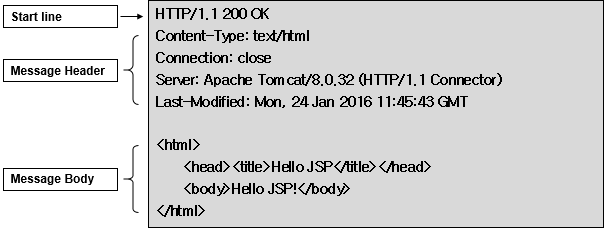 Start line
HTTP/1.1 200 OK
Message Header
Content-Type: text/html
Connection: close
Server: Apache Tomcat/8.0.32 (HTTP/1.1 Connector)
Last-Modified: Mon, 24 Jan 2016 11:45:43 GMT
Message Body
<html>
<head><title>Hello JSP</title></head>
<body>Hello JSP!</body>
</html>